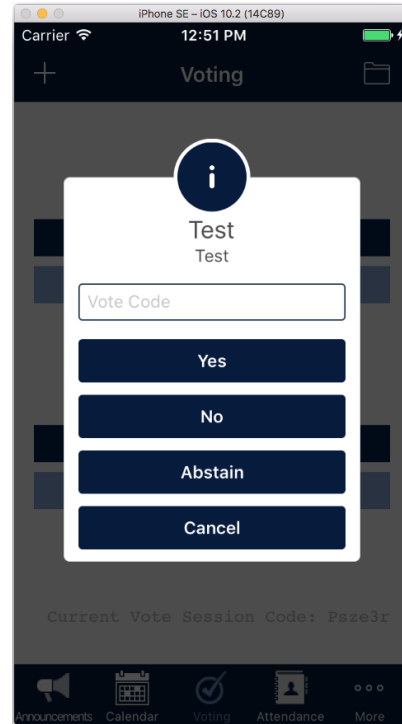 iPhone SE – iOS 10.2 (14C89)
Carrier 12:51 PM
Voting
i
Test
Test
Vote Code
Yes
No
Abstain
Cancel
Current Vote Session Code: Psze3r
Announcements Calendar Voting Attendance More